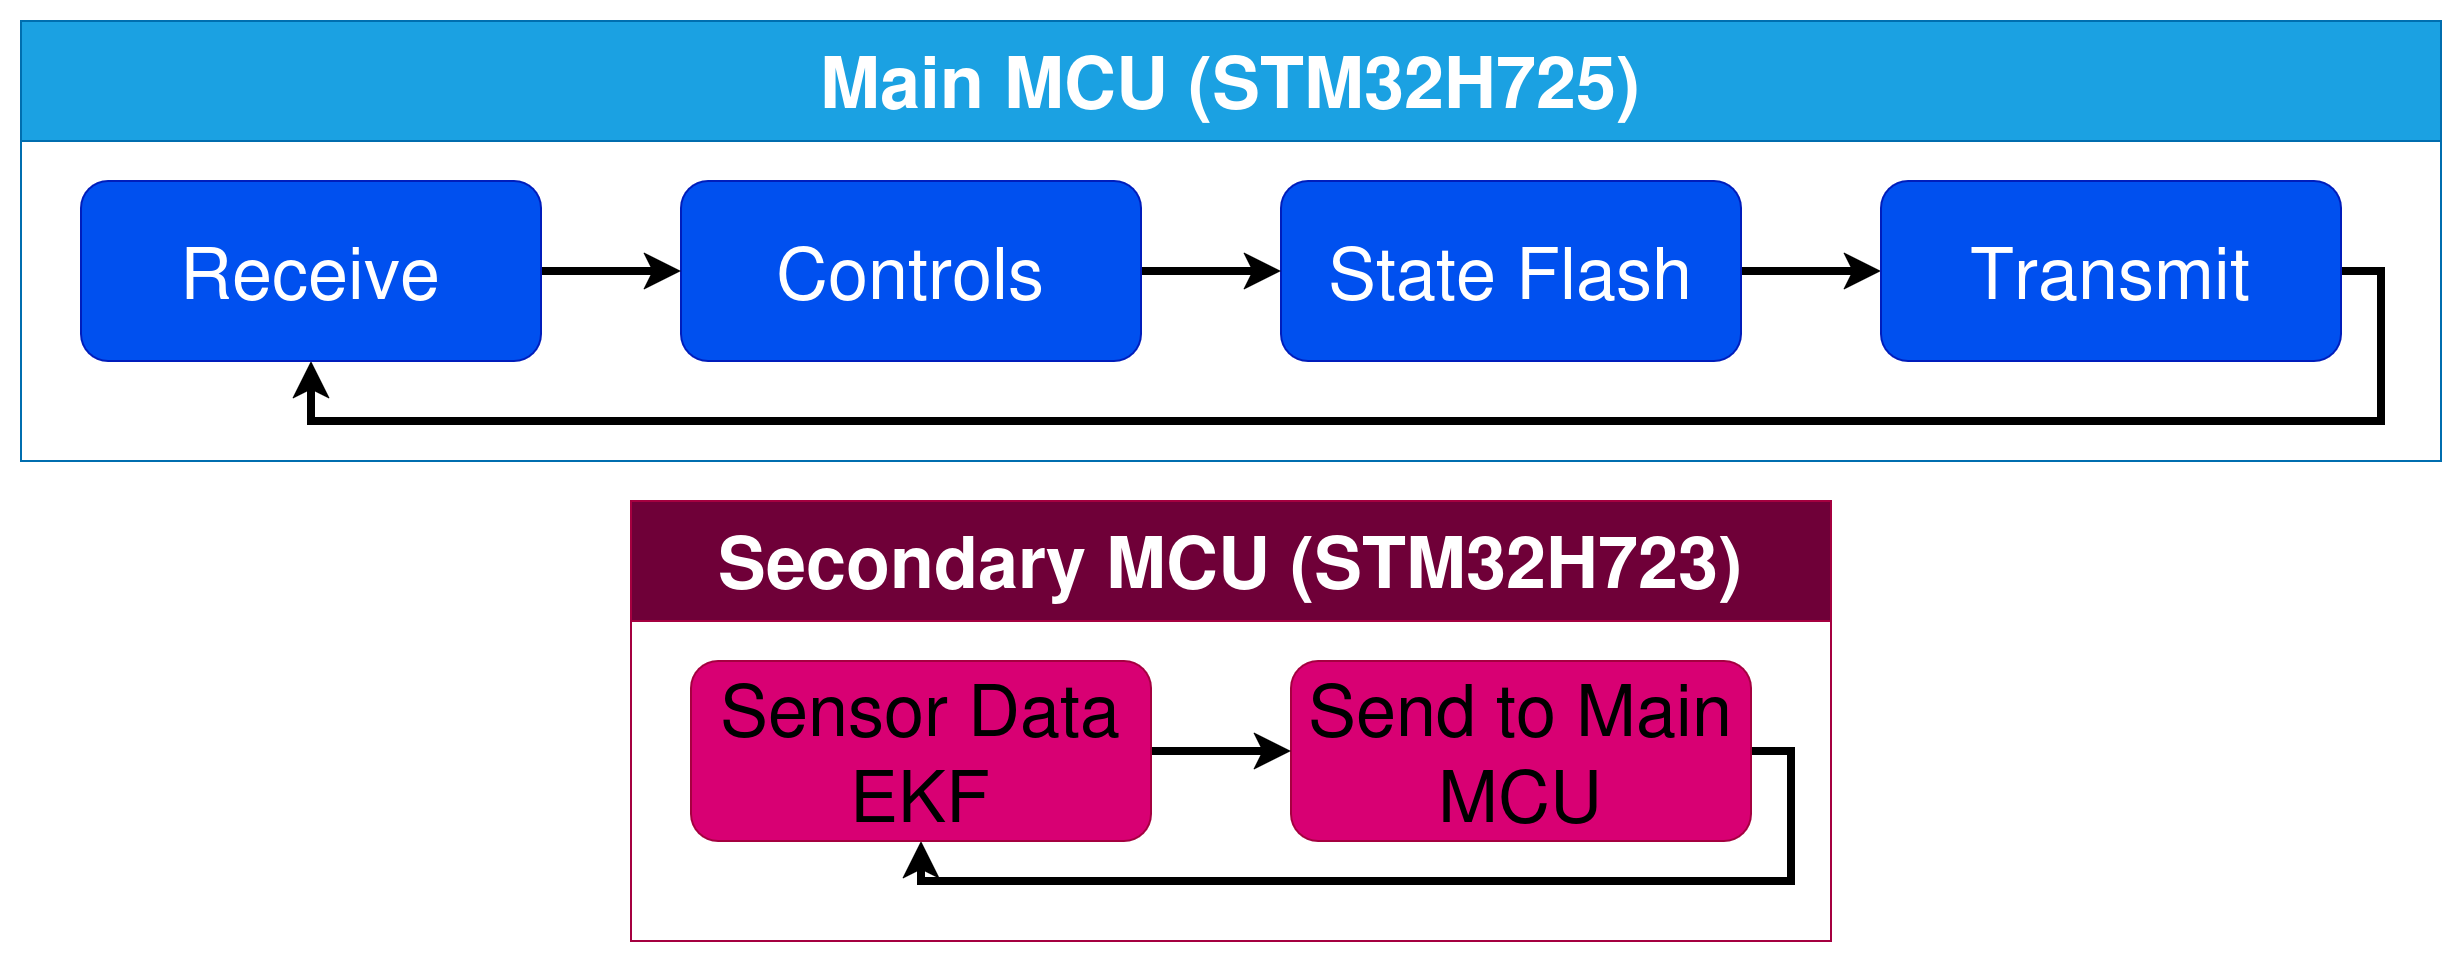 Main MCU (STM32H725)
Receive
Controls
State Flash
Transmit
Secondary MCU (STM32H723)
Sensor Data
EKF
Send to Main
MCU